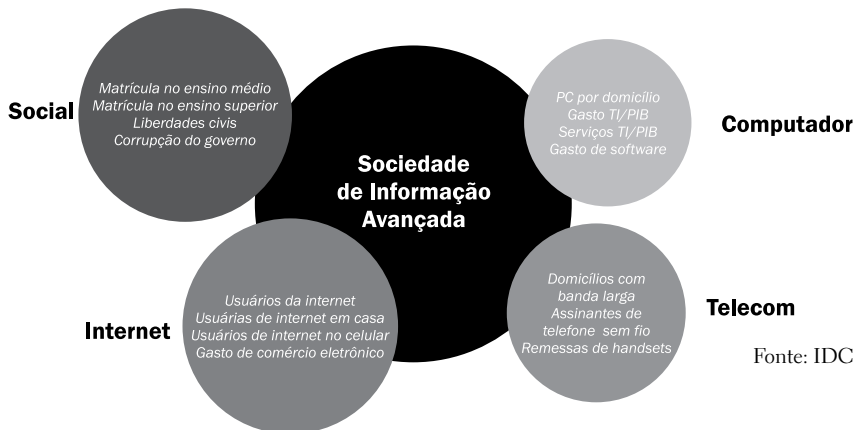 Social
Matrícula no ensino médio
Matrícula no ensino superior
Liberdades civis
Corrupção do governo
Sociedade
de Informação
Avançada
PC por domicílio
Gasto TI/PIB
Serviços TI/PIB
Gasto de software
Computador
Internet
Usuários da internet
Usuárias de internet em casa
Usuários de internet no celular
Gasto de comércio eletrônico
Domicílios com
banda larga
Assinantes de
telefone sem fio
Remessas de handsets
Telecom
Fonte: IDC